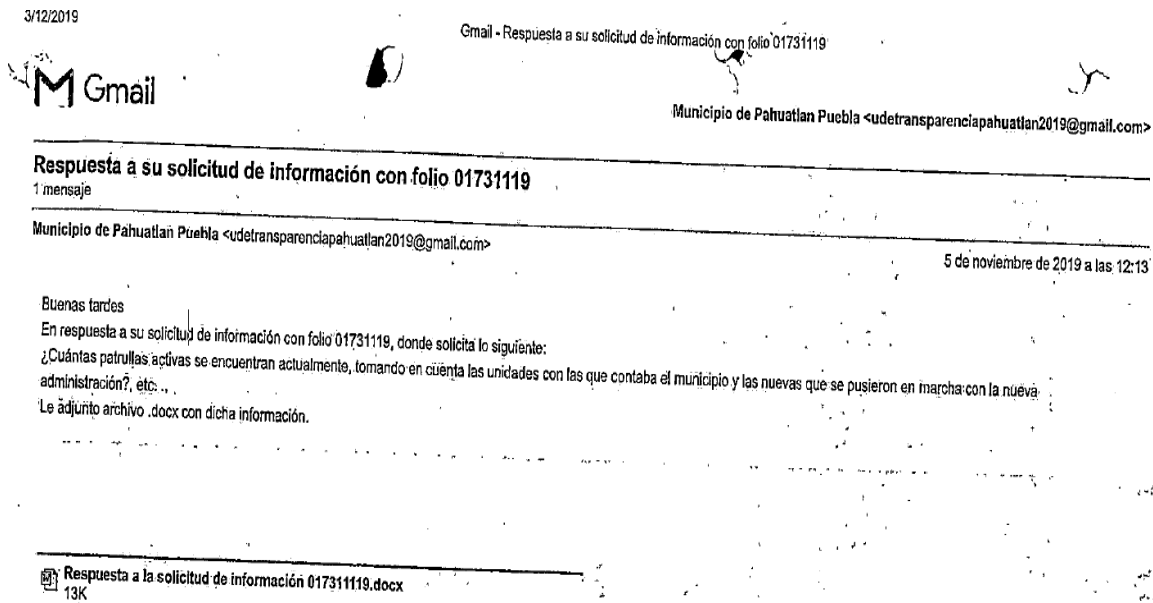 3/12/2019
Gmail - Respuesta a su solicitud de información con folio 01731119
Gmail
Municipio de Pahuatlan Puebla <udetransparenciapahuatlan2019@gmail.com>
Respuesta a su solicitud de información con folio 01731119
1 mensaje
Municipio de Pahuatlan Puebla <udetransparenciapahuatlan2019@gmail.com>
5 de noviembre de 2019 a las 12:13
Buenas tardes
En respuesta a su solicitud de información con folio 01731119, donde solicita lo siguiente:
¿Cuántas patrullas activas se encuentran actualmente, tomando en cuenta las unidades con las que contaba el municipio y las nuevas que se pusieron en marcha con la nueva
administración?, etc...,
Le adjunto archivo .docx con dicha información.
Respuesta a la solicitud de información 017311119.docx
13K